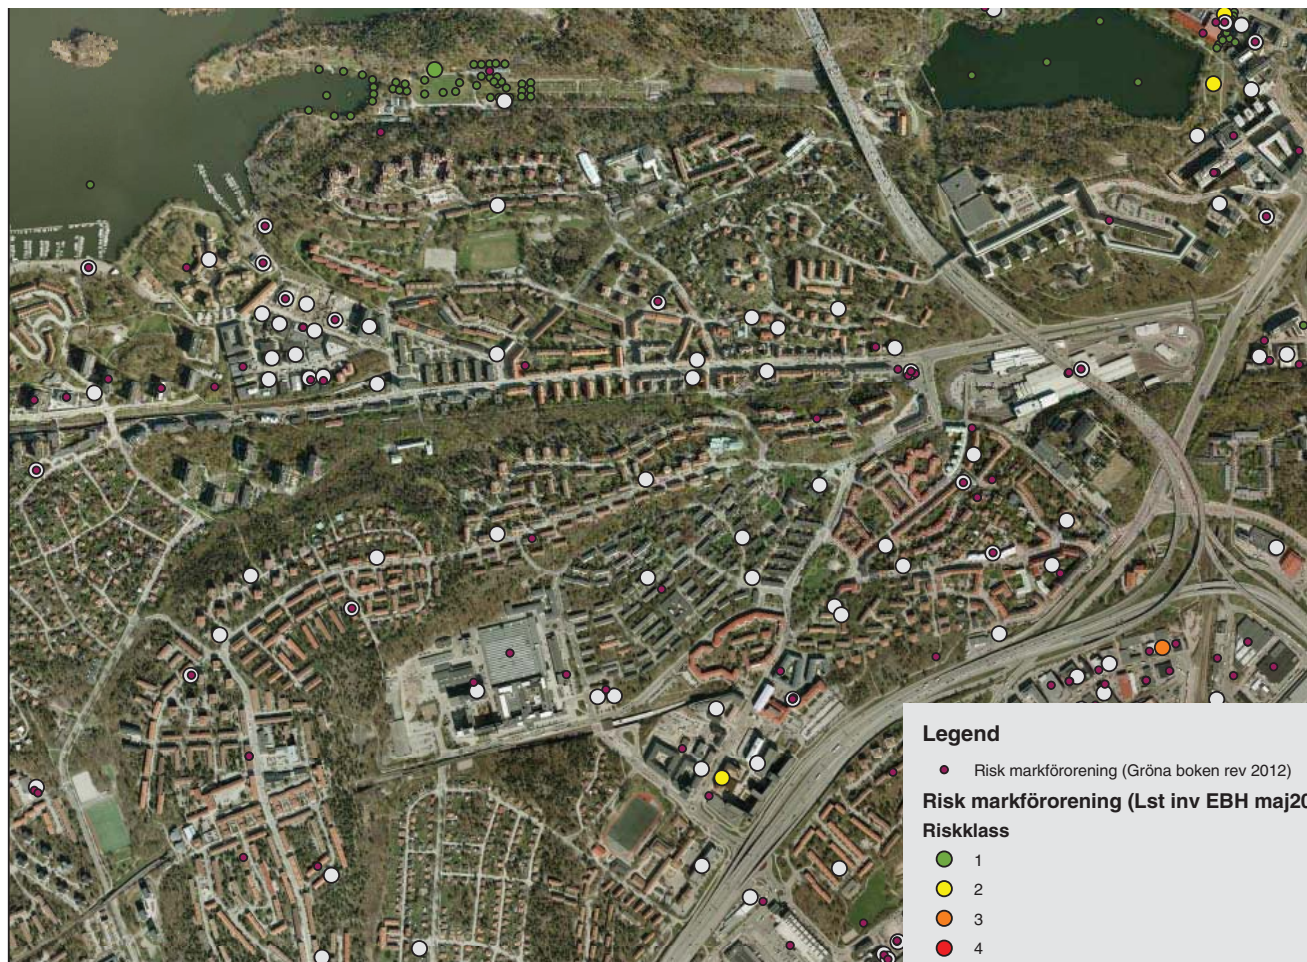 Legend
Risk markförorening (Gröna boken rev 2012)
Risk markförorening (Lst inv EBH maj20
Riskklass
1
2
3
4